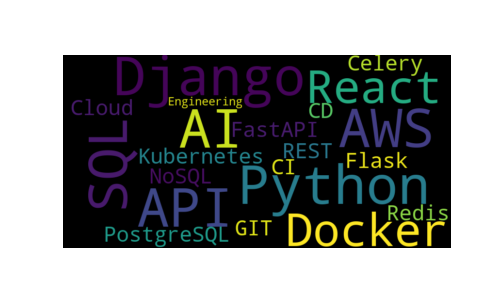 Celery
Django
React
Engineering
Cloud
CD
AI
AWS
FastAPI
SQL
REST
Kubernetes
CI
Flask
NoSQL
Python
API
Redis
GIT
PostgreSQL
Docker